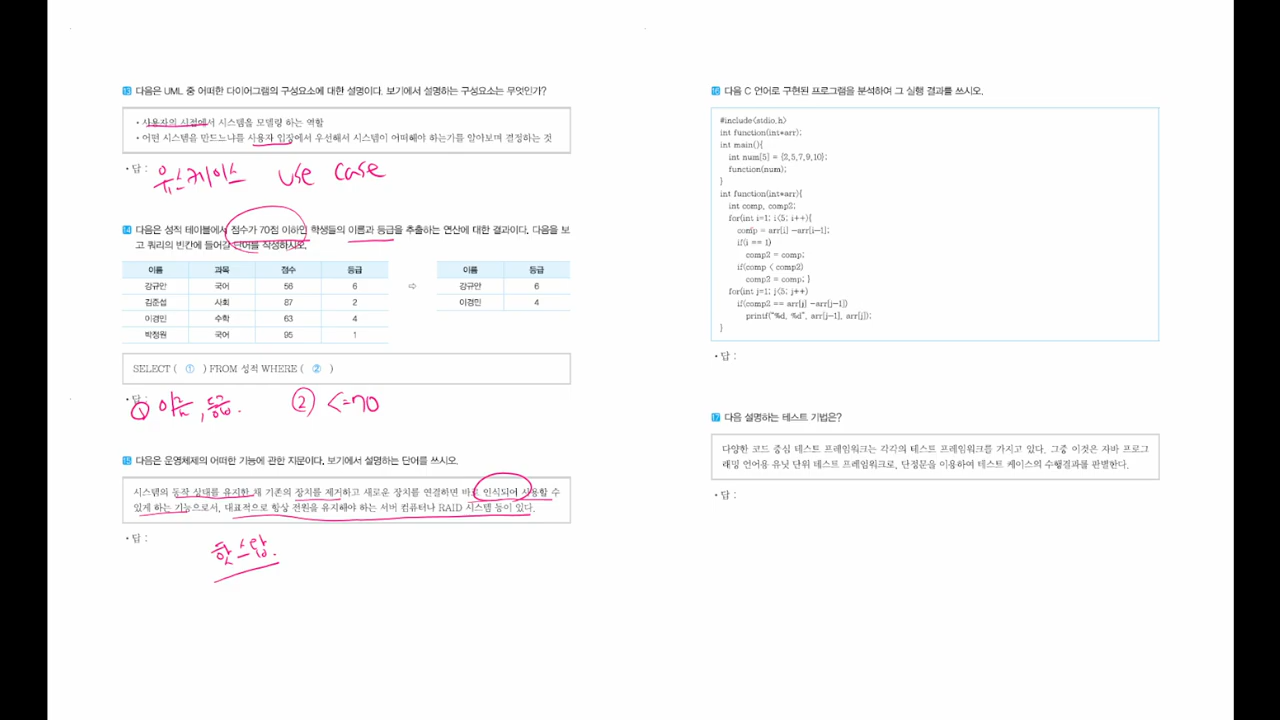 13 다음은 UML 중 어떠한 다이어그램의 구성요소에 대한 설명이다. 보기에서 설명하는 구성요소는 무엇인가?
• 사용자의 시점에서 시스템을 모델링 하는 역할
• 어떤 시스템을 만드느냐를 사용자 입장에서 우선해서 시스템이 어떠해야 하는가를 알아보며 결정하는 것
• 답 :
유스케이스 use case
14 다음은 성적 테이블에서 점수가 70점 이하인 학생들의 이름과 등급을 추출하는 연산에 대한 결과이다. 다음을 보
고 쿼리의 빈칸에 들어갈 단어를 작성하시오.
이름 과목 점수 등급
강규안 국어 56 6
김준섭 사회 87 2
이경민 수학 63 4
박정원 국어 95 1
⇨
이름 등급
강규안 6
이경민 4
SELECT ( ① ) FROM 성적 WHERE ( ② )
• 답 :
① 이름, 등급. ② <=70
15 다음은 운영체제의 어떠한 기능에 관한 지문이다. 보기에서 설명하는 단어를 쓰시오.
시스템의 동작 상태를 유지한 채 기존의 장치를 제거하고 새로운 장치를 연결하면 바로 인식되어 사용할 수
있게 하는 기능으로서, 대표적으로 항상 전원을 유지해야 하는 서버 컴퓨터나 RAID 시스템 등이 있다.
• 답 :
핫스왑.
16 다음 C 언어로 구현된 프로그램을 분석하여 그 실행 결과를 쓰시오.
#include<stdio.h>
int function(int*arr);
int main(){
int num[5] = {2,5,7,9,10};
function(num);
}
int function(int*arr){
int comp, comp2;
for(int i=1; i<5; i++){
comp = arr[i] -arr[i-1];
if(i == 1)
comp2 = comp;
if(comp < comp2)
comp2 = comp; }
for(int j=1; j<5; j++)
if(comp2 == arr[j] -arr[j-1])
printf("%d, %d", arr[j-1], arr[j]);
}
• 답 :
17 다음 설명하는 테스트 기법은?
다양한 코드 중심 테스트 프레임워크는 각각의 테스트 프레임워크를 가지고 있다. 그중 이것은 자바 프로그
래밍 언어용 유닛 단위 테스트 프레임워크로, 단정문을 이용하여 테스트 케이스의 수행결과를 판별한다.
• 답 :